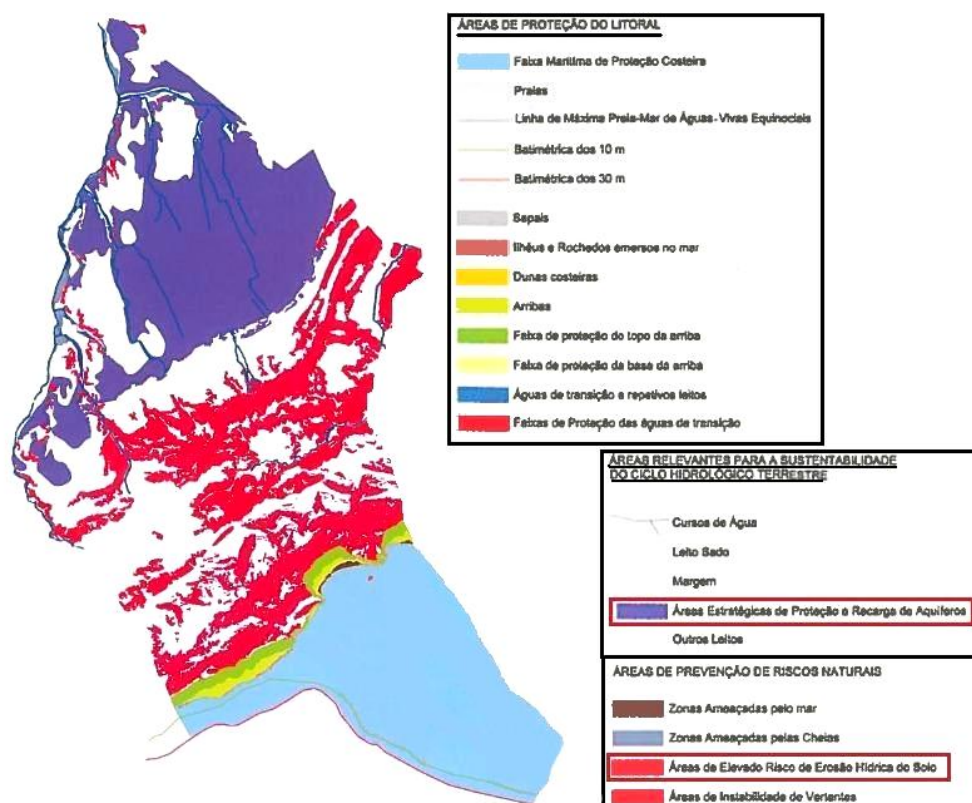 ÁREAS DE PROTEÇÃO DO LITORAL
Faixa Marítima de Proteção Costeira
Praias
Linha de Máxima Preia-Mar de Águas-Vivas Equinociais
Batimétrica dos 10 m
Batimétrica dos 30 m
Sapais
Ilhéus e Rochedos emersos no mar
Dunas costeiras
Arribas
Faixa de proteção do topo da arriba
Faixa de proteção da base da arriba
Águas de transição e repetivos leitos
Faixas de Proteção das águas de transição
ÁREAS RELEVANTES PARA A SUSTENTABILIDADE
DO CICLO HIDROLÓGICO TERRESTRE
Cursos de Água
Leito Sado
Margem
Áreas Estratégicas de Proteção e Recarga de Aquíferos
Outros Leitos
ÁREAS DE PREVENÇÃO DE RISCOS NATURAIS
Zonas Ameaçadas pelo mar
Zonas Ameaçadas pelas Cheias
Áreas de Elevado Risco de Erosão Hídrica do Solo
Áreas de Instabilidade de Vertentes